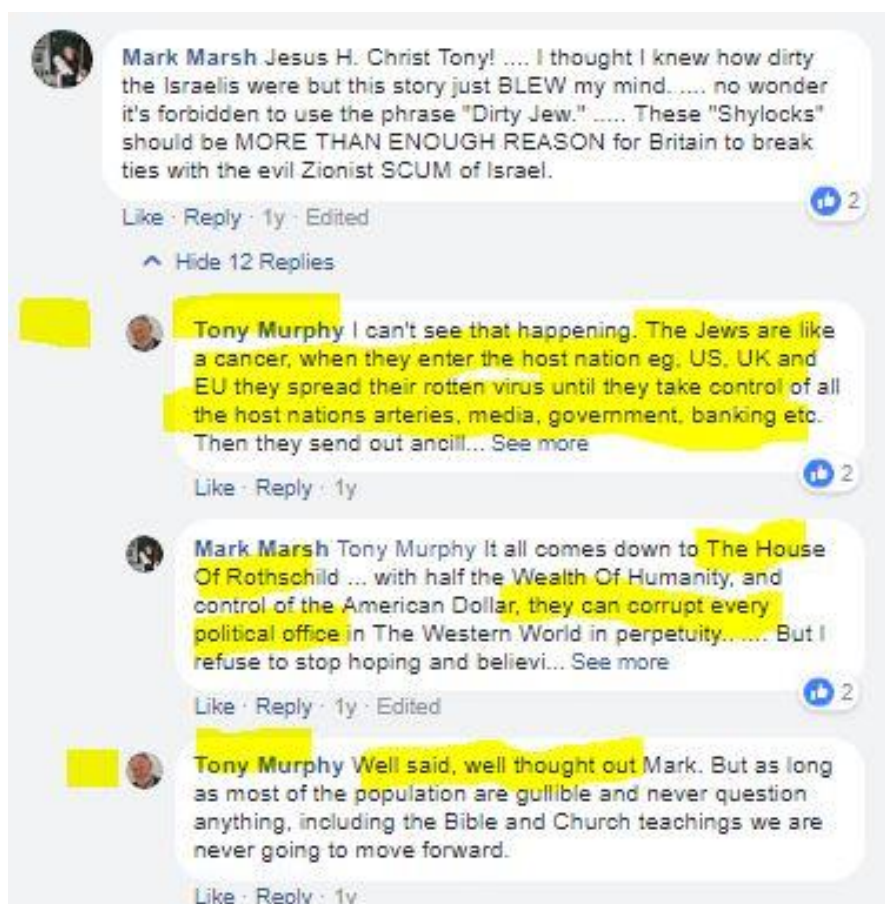 Mark Marsh Jesus H. Christ Tony! .... I thought I knew how dirty
the Israelis were but this story just BLEW my mind. .... no wonder
it's forbidden to use the phrase "Dirty Jew." ..... These "Shylocks"
should be MORE THAN ENOUGH REASON for Britain to break
ties with the evil Zionist SCUM of Israel.
2
Like · Reply · 1y · Edited
Hide 12 Replies
Tony Murphy I can't see that happening. The Jews are like
a cancer, when they enter the host nation eg, US, UK and
EU they spread their rotten virus until they take control of all
the host nations arteries, media, government, banking etc.
Then they send out ancill... See more
2
Like · Reply · 1y
Mark Marsh Tony Murphy It all comes down to The House
Of Rothschild ... with half the Wealth Of Humanity, and
control of the American Dollar, they can corrupt every
political office in The Western World in perpetuity....... But I
refuse to stop hoping and believi... See more
2
Like · Reply · 1y · Edited
Tony Murphy Well said, well thought out Mark. But as long
as most of the population are gullible and never question
anything, including the Bible and Church teachings we are
never going to move forward.
Like · Reply · 1y